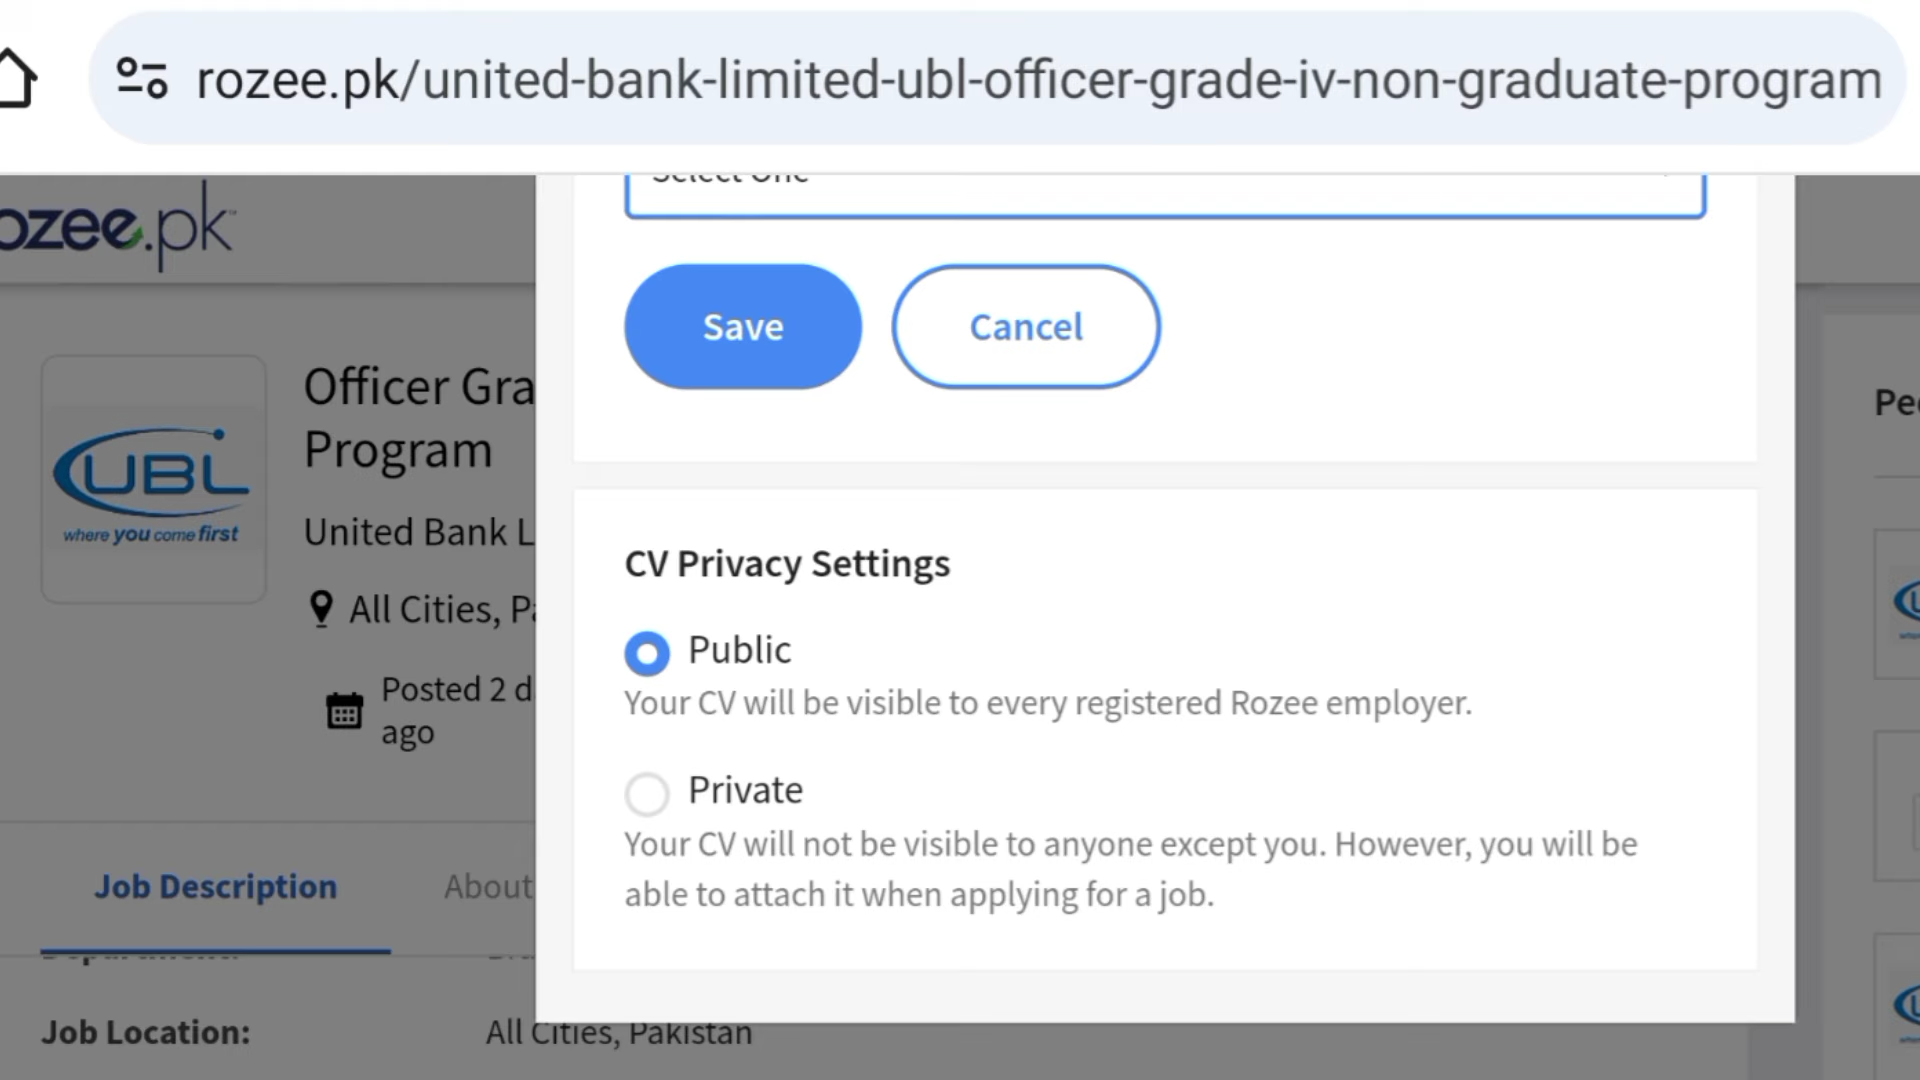 rozee.pk/united-bank-limited-ubl-officer-grade-iv-non-graduate-program
ozee.pk
Select One
Save
Cancel
Officer Gra
Program
UBL
where you come first
United Bank L
All Cities, Pa
Posted 2 d
ago
CV Privacy Settings
Public
Your CV will be visible to every registered Rozee employer.
Private
Your CV will not be visible to anyone except you. However, you will be
able to attach it when applying for a job.
Job Description
About
Department:
Job Location:
All Cities, Pakistan